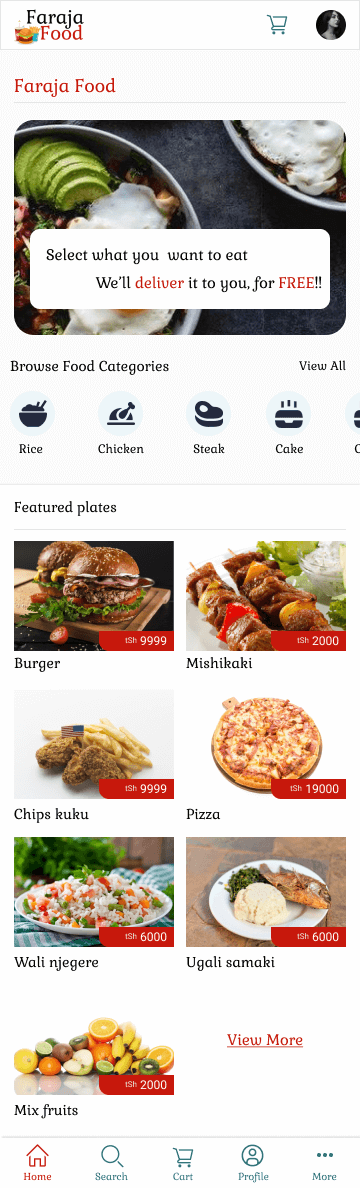 Faraja
Food
Faraja Food
Select what you want to eat
We'll deliver it to you, for FREE!!
Browse Food Categories
View All
Rice
Chicken
Steak
Cake
C
Featured plates
tSh 9999
tSh 2000
Burger
Mishikaki
tSh 9999
tSh 19000
Chips kuku
Pizza
tSh 6000
tSh 6000
Wali njegere
Ugali samaki
tSh 2000
View More
Mix fruits
Home
Search
Cart
Profile
More